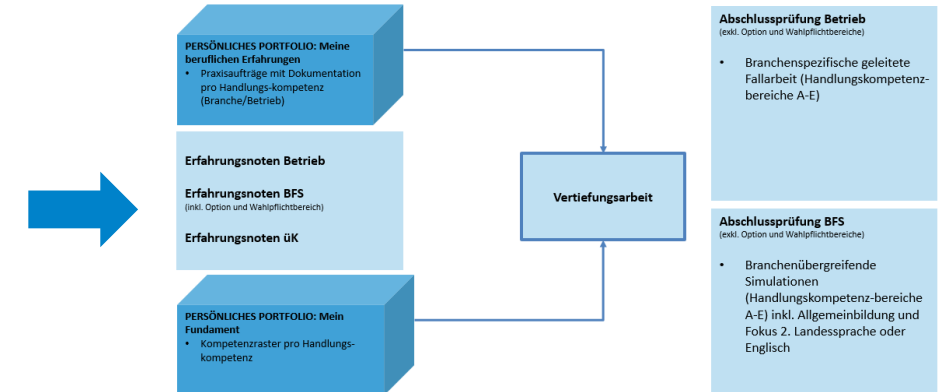 PERSÖNLICHES PORTFOLIO: Meine
beruflichen Erfahrungen
• Praxisaufträge mit Dokumentation
pro Handlungs-kompetenz
(Branche/Betrieb)
Erfahrungsnoten Betrieb
Erfahrungsnoten BFS
(inkl. Option und Wahlpflichtbereich)
Erfahrungsnoten üK
PERSÖNLICHES PORTFOLIO: Mein
Fundament
• Kompetenzraster pro Handlungs-
kompetenz
Vertiefungsarbeit
Abschlussprüfung Betrieb
(exkl. Option und Wahlpflichtbereiche)
• Branchenspezifische geleitete
Fallarbeit (Handlungskompetenz-
bereiche A-E)
Abschlussprüfung BFS
(exkl. Option und Wahlpflichtbereiche)
• Branchenübergreifende
Simulationen
(Handlungskompetenz-bereiche
A-E) inkl. Allgemeinbildung und
Fokus 2. Landessprache oder
Englisch